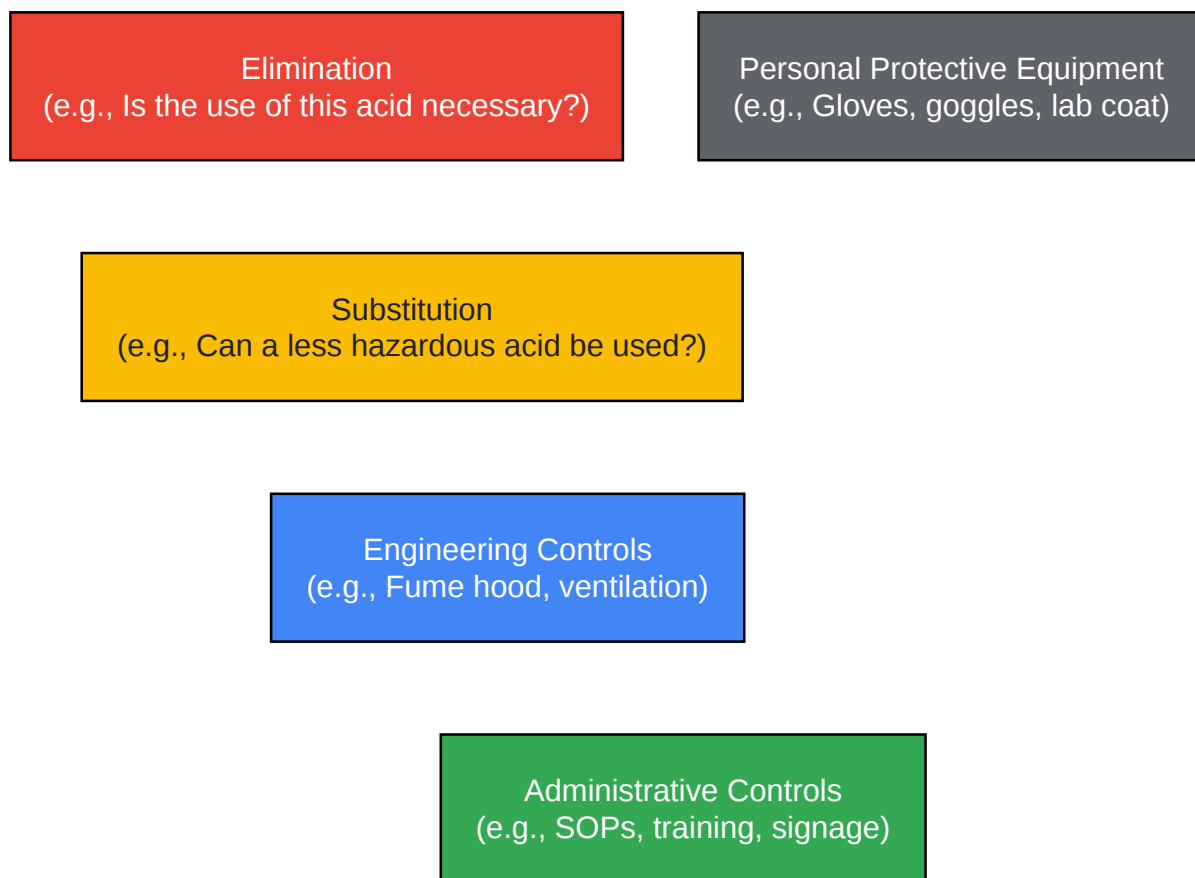 Elimination
(e.g., Is the use of this acid necessary?)
Personal Protective Equipment
(e.g., Gloves, goggles, lab coat)
Substitution
(e.g., Can a less hazardous acid be used?)
Engineering Controls
(e.g., Fume hood, ventilation)
Administrative Controls
(e.g., SOPs, training, signage)